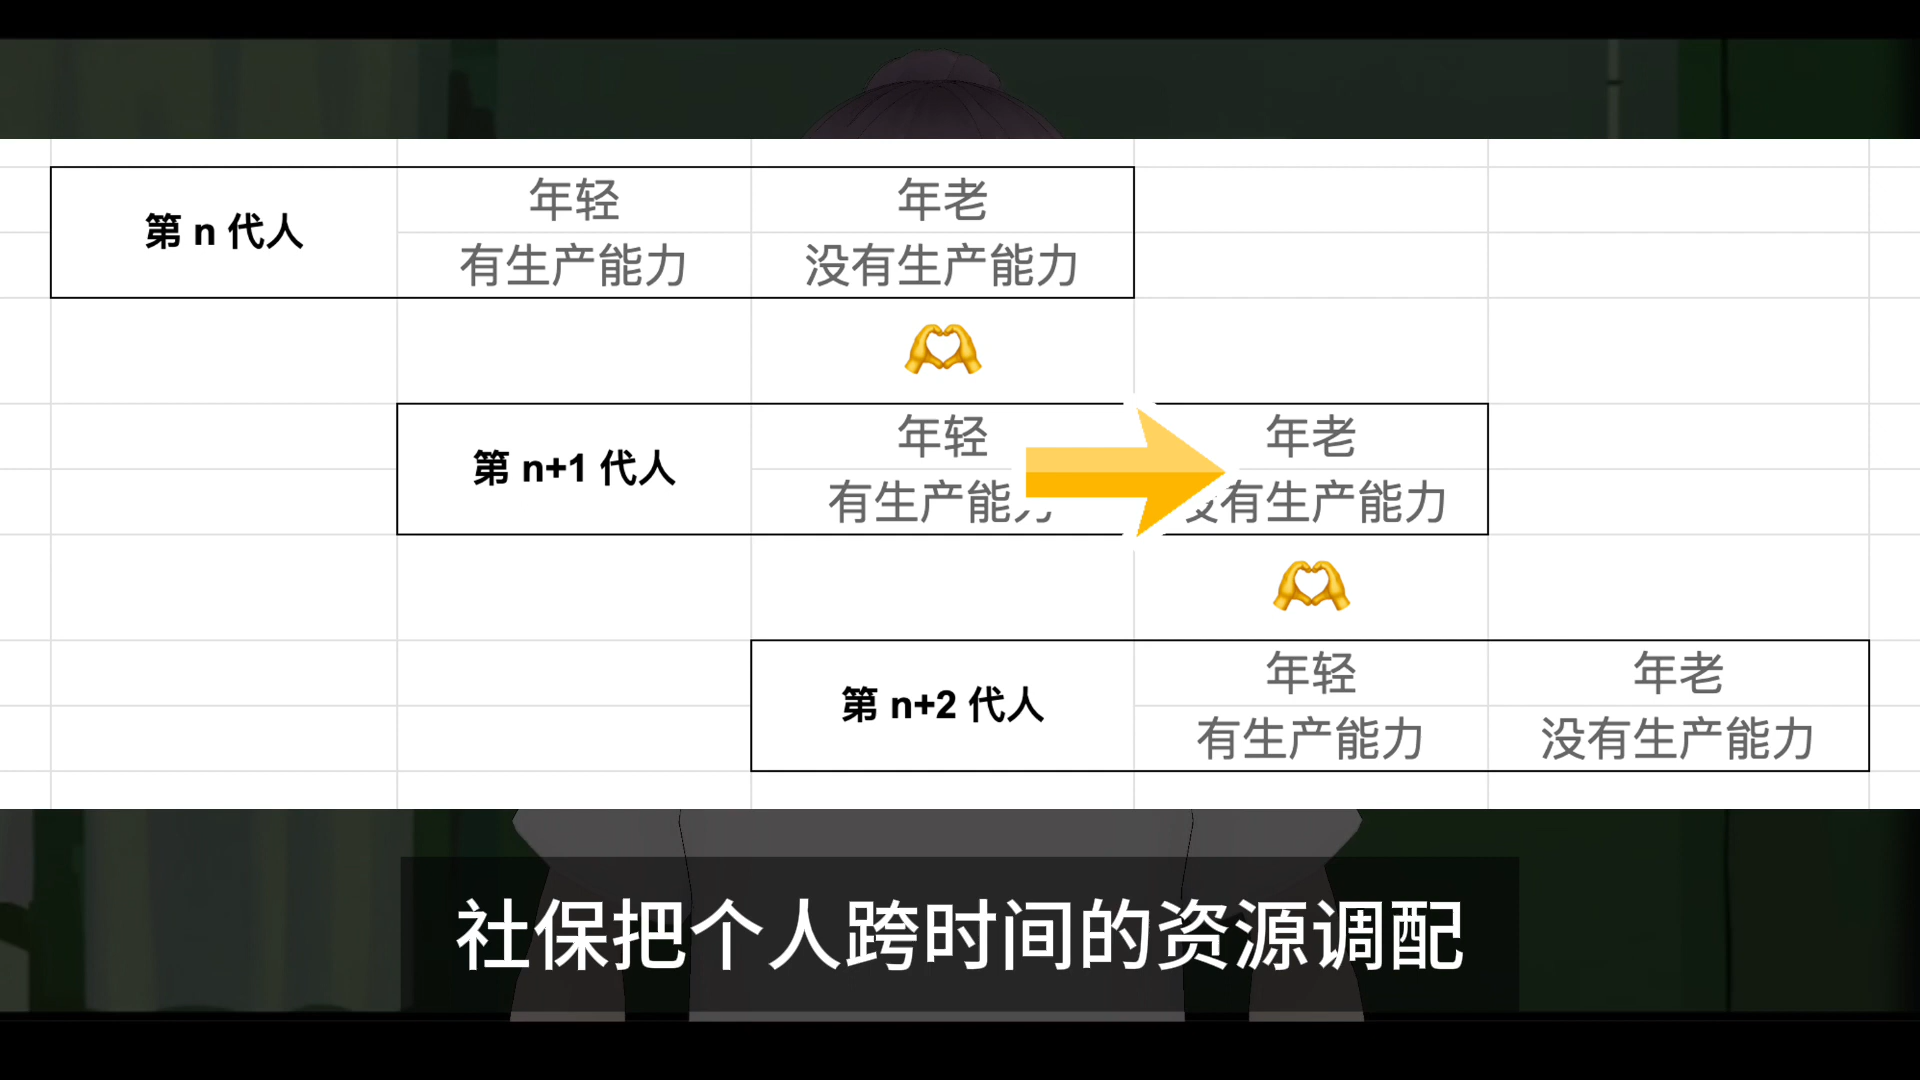 第 n 代人
年轻
年老
有生产能力
没有生产能力
第 n+1 代人
年轻
年老
有生产能
有生产能力
第 n+2 代人
年轻
年老
有生产能力
没有生产能力
社保把个人跨时间的资源调配